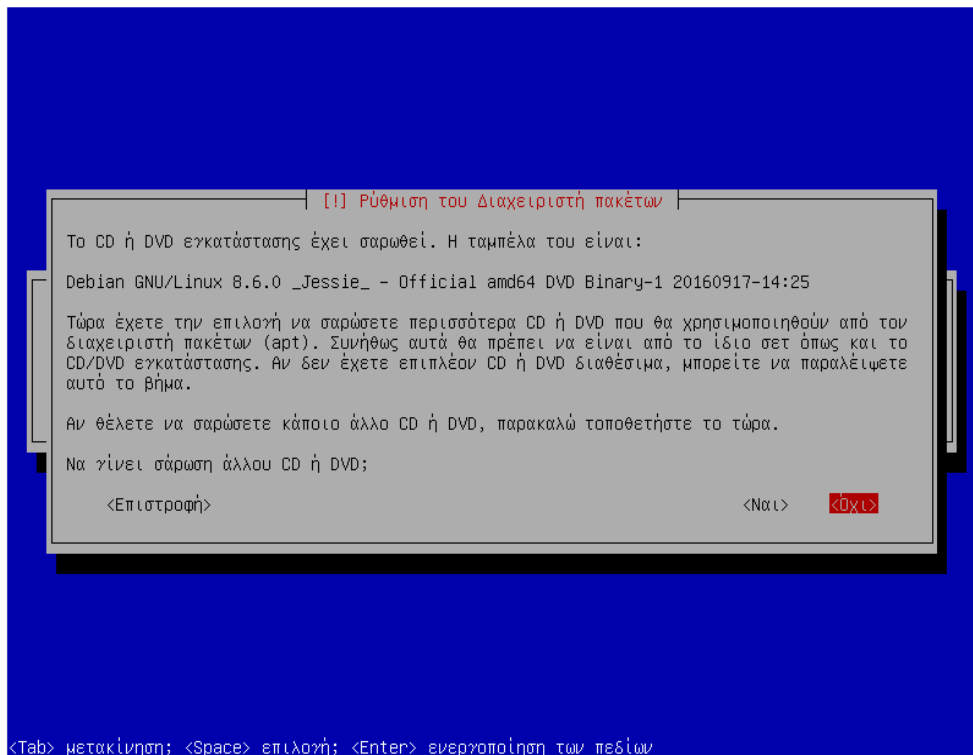 [!] Ρύθμιση του Διαχειριστή πακέτων
Το CD ή DVD εγκατάστασης έχει σαρωθεί. Η ταμπέλα του είναι:
Debian GNU/Linux 8.6.0 _Jessie_ - Official amd64 DVD Binary-1 20160917-14:25
Τώρα έχετε την επιλογή να σαρώσετε περισσότερα CD ή DVD που θα χρησιμοποιηθούν από τον
διαχειριστή πακέτων (apt). Συνήθως αυτά θα πρέπει να είναι από το ίδιο σετ όπως και το
CD/DVD εγκατάστασης. Αν δεν έχετε επιπλέον CD ή DVD διαθέσιμα, μπορείτε να παραλείψετε
αυτό το βήμα.
Αν θέλετε να σαρώσετε κάποιο άλλο CD ή DVD, παρακαλώ τοποθετήστε το τώρα.
Να γίνει σάρωση άλλου CD ή DVD;
<Επιστροφή> <Ναι> <Όχι>
<Tab> μετακίνηση; <Space> επιλογή; <Enter> ενεργοποίηση των πεδίων